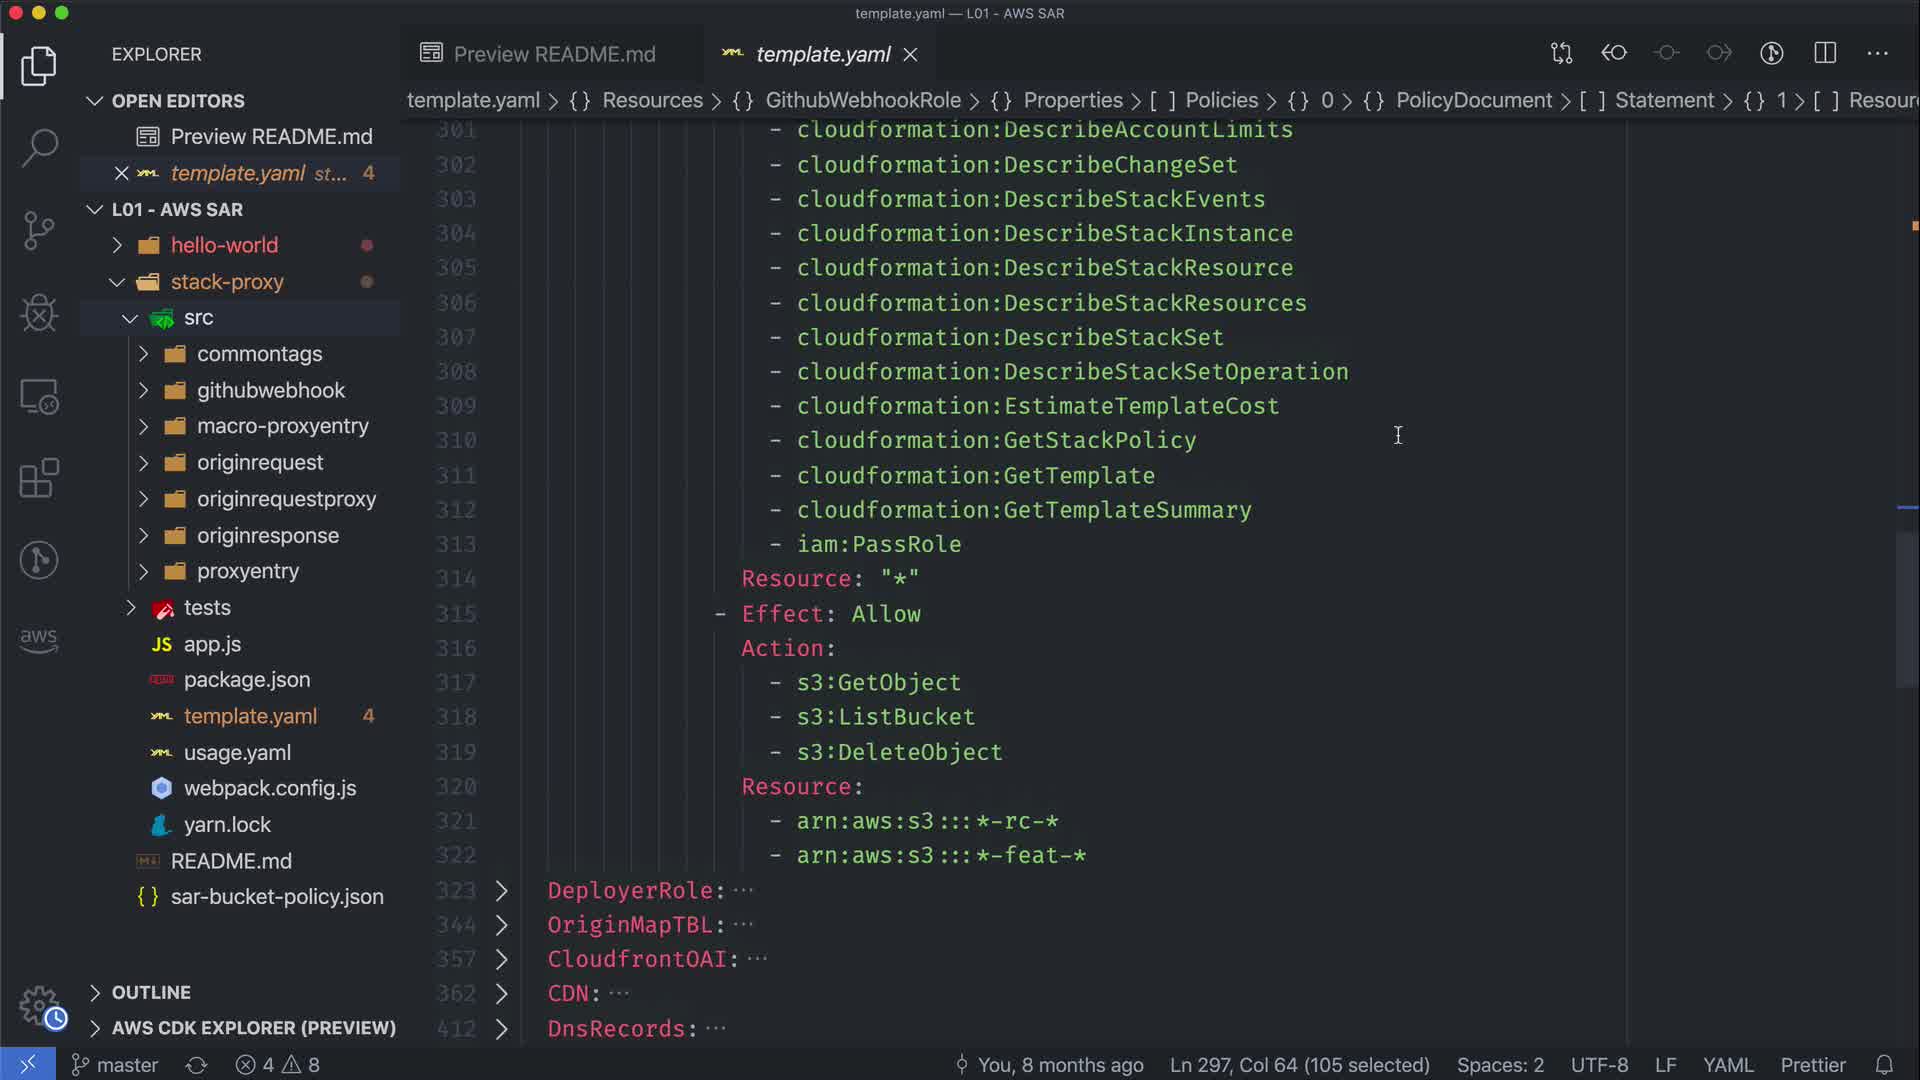 template.yaml — L01 - AWS SAR
EXPLORER
OPEN EDITORS
Preview README.md
template.yaml st... 4
L01 - AWS SAR
hello-world
stack-proxy
src
commontags
githubwebhook
macro-proxyentry
originrequest
originrequestproxy
originresponse
proxyentry
tests
JS app.js
package.json
template.yaml 4
usage.yaml
webpack.config.js
yarn.lock
README.md
{ } sar-bucket-policy.json
OUTLINE
AWS CDK EXPLORER (PREVIEW)
aws
Preview README.md
template.yaml
template.yaml > {} Resources > {} GithubWebhookRole > {} Properties > [ ] Policies > {} 0 > {} PolicyDocument > [ ] Statement > {} 1 > [ ] Resour
301 - cloudformation:DescribeAccountLimits
302 - cloudformation:DescribeChangeSet
303 - cloudformation:DescribeStackEvents
304 - cloudformation:DescribeStackInstance
305 - cloudformation:DescribeStackResource
306 - cloudformation:DescribeStackResources
307 - cloudformation:DescribeStackSet
308 - cloudformation:DescribeStackSetOperation
309 - cloudformation:EstimateTemplateCost
310 - cloudformation:GetStackPolicy
311 - cloudformation:GetTemplate
312 - cloudformation:GetTemplateSummary
313 - iam:PassRole
314 Resource: "*"
315 - Effect: Allow
316 Action:
317 - s3:GetObject
318 - s3:ListBucket
319 - s3:DeleteObject
320 Resource:
321 - arn:aws:s3:::*-rc-*
322 - arn:aws:s3:::*-feat-*
323 > DeployerRole:...
344 > OriginMapTBL:...
357 > CloudfrontOAI:...
362 > CDN:...
412 > DnsRecords:...
master 4 8 You, 8 months ago Ln 297, Col 64 (105 selected) Spaces: 2 UTF-8 LF YAML Prettier